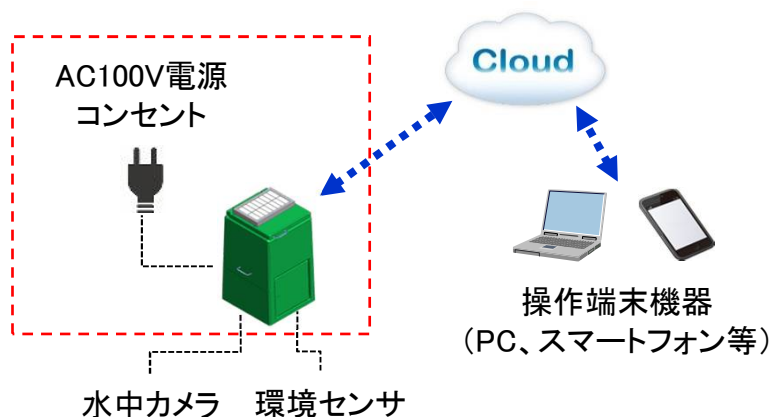 AC100V電源
コンセント
Cloud
操作端末機器
（PC、スマートフォン等）
水中カメラ 環境センサ